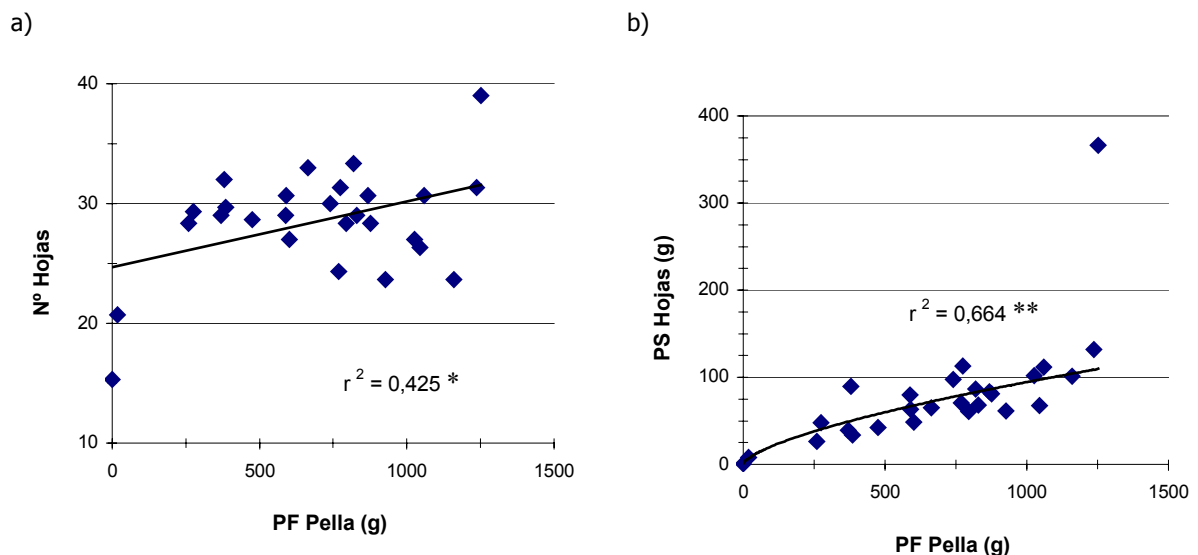 a)
Nº Hojas
40
30
20
10
r 2 = 0,425 *
0 500 1000 1500
PF Pella (g)
b)
PS Hojas (g)
400
300
200
100
0
r 2 = 0,664 **
0 500 1000 1500
PF Pella (g)